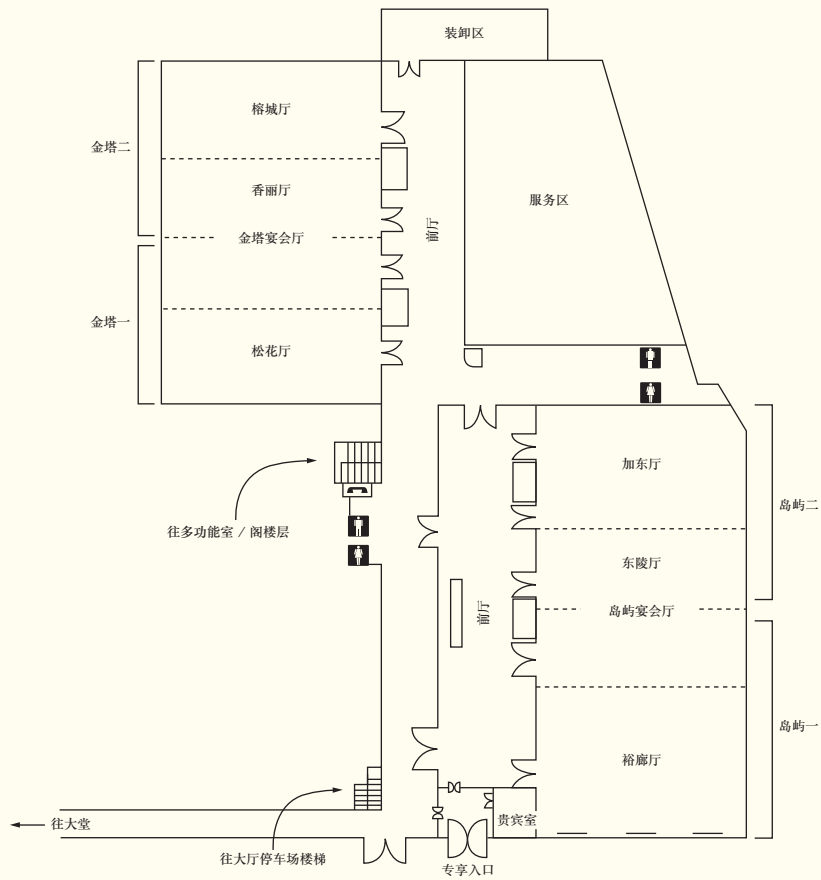 装卸区
榕城厅
金塔二
香丽厅
服务区
前厅
金塔宴会厅
金塔一
松花厅
加东厅
岛屿二
往多功能室 / 阁楼层
东陵厅
前厅
岛屿宴会厅
岛屿一
裕廊厅
贵宾室
往大堂
往大厅停车场楼梯
专享入口